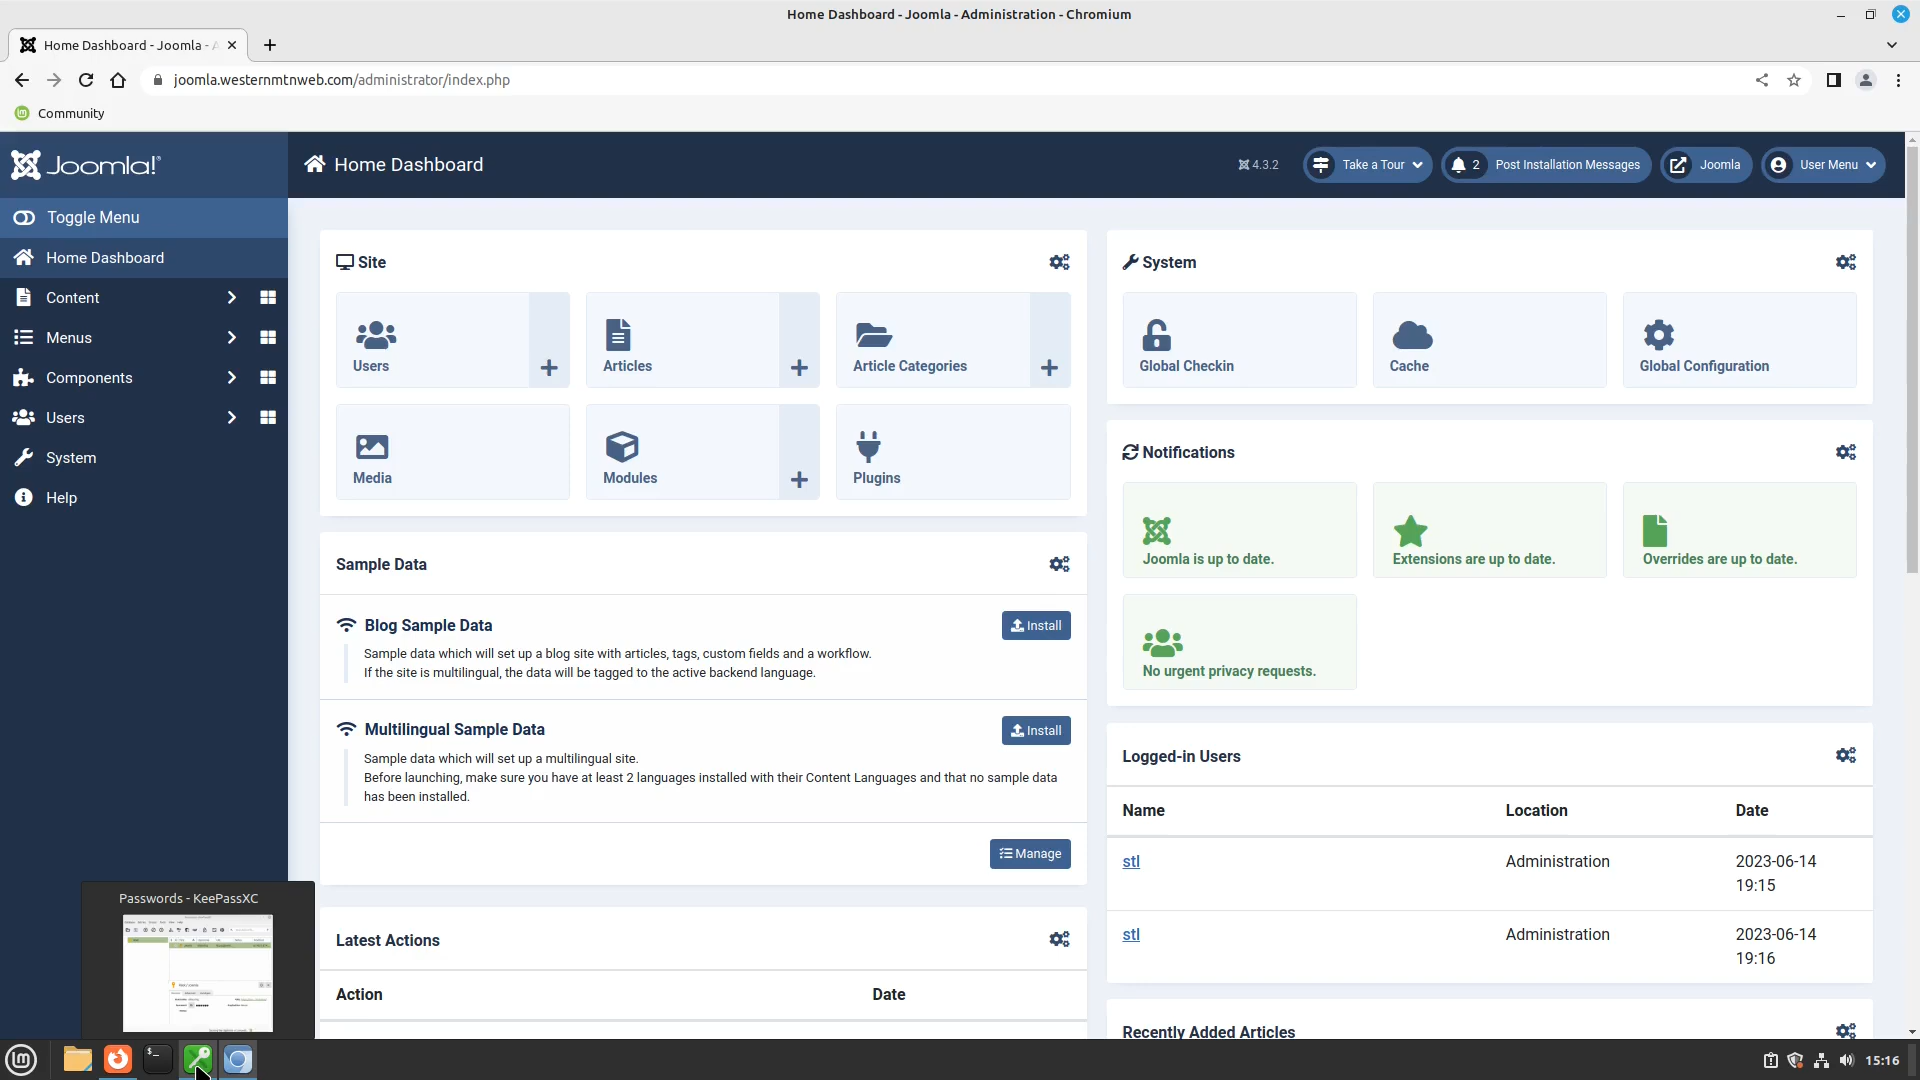 Home Dashboard - Joomla - Administration - Chromium
Home Dashboard - Joomla - A
joomla.westernmtnweb.com/administrator/index.php
Community
Joomla!®
Home Dashboard
4.3.2
Take a Tour
2
Post Installation Messages
Joomla
User Menu
Toggle Menu
Home Dashboard
Content
Menus
Components
Users
System
Help
Site
Users
Articles
Article Categories
Media
Modules
Plugins
System
Global Checkin
Cache
Global Configuration
Notifications
Joomla is up to date.
Extensions are up to date.
Overrides are up to date.
No urgent privacy requests.
Sample Data
Blog Sample Data
Install
Sample data which will set up a blog site with articles, tags, custom fields and a workflow.
If the site is multilingual, the data will be tagged to the active backend language.
Multilingual Sample Data
Install
Sample data which will set up a multilingual site.
Before launching, make sure you have at least 2 languages installed with their Content Languages and that no sample data
has been installed.
Manage
Logged-in Users
Name Location Date
stl Administration 2023-06-14
19:15
stl Administration 2023-06-14
19:16
Latest Actions
Action Date
Recently Added Articles
Passwords - KeePassXC
15:16